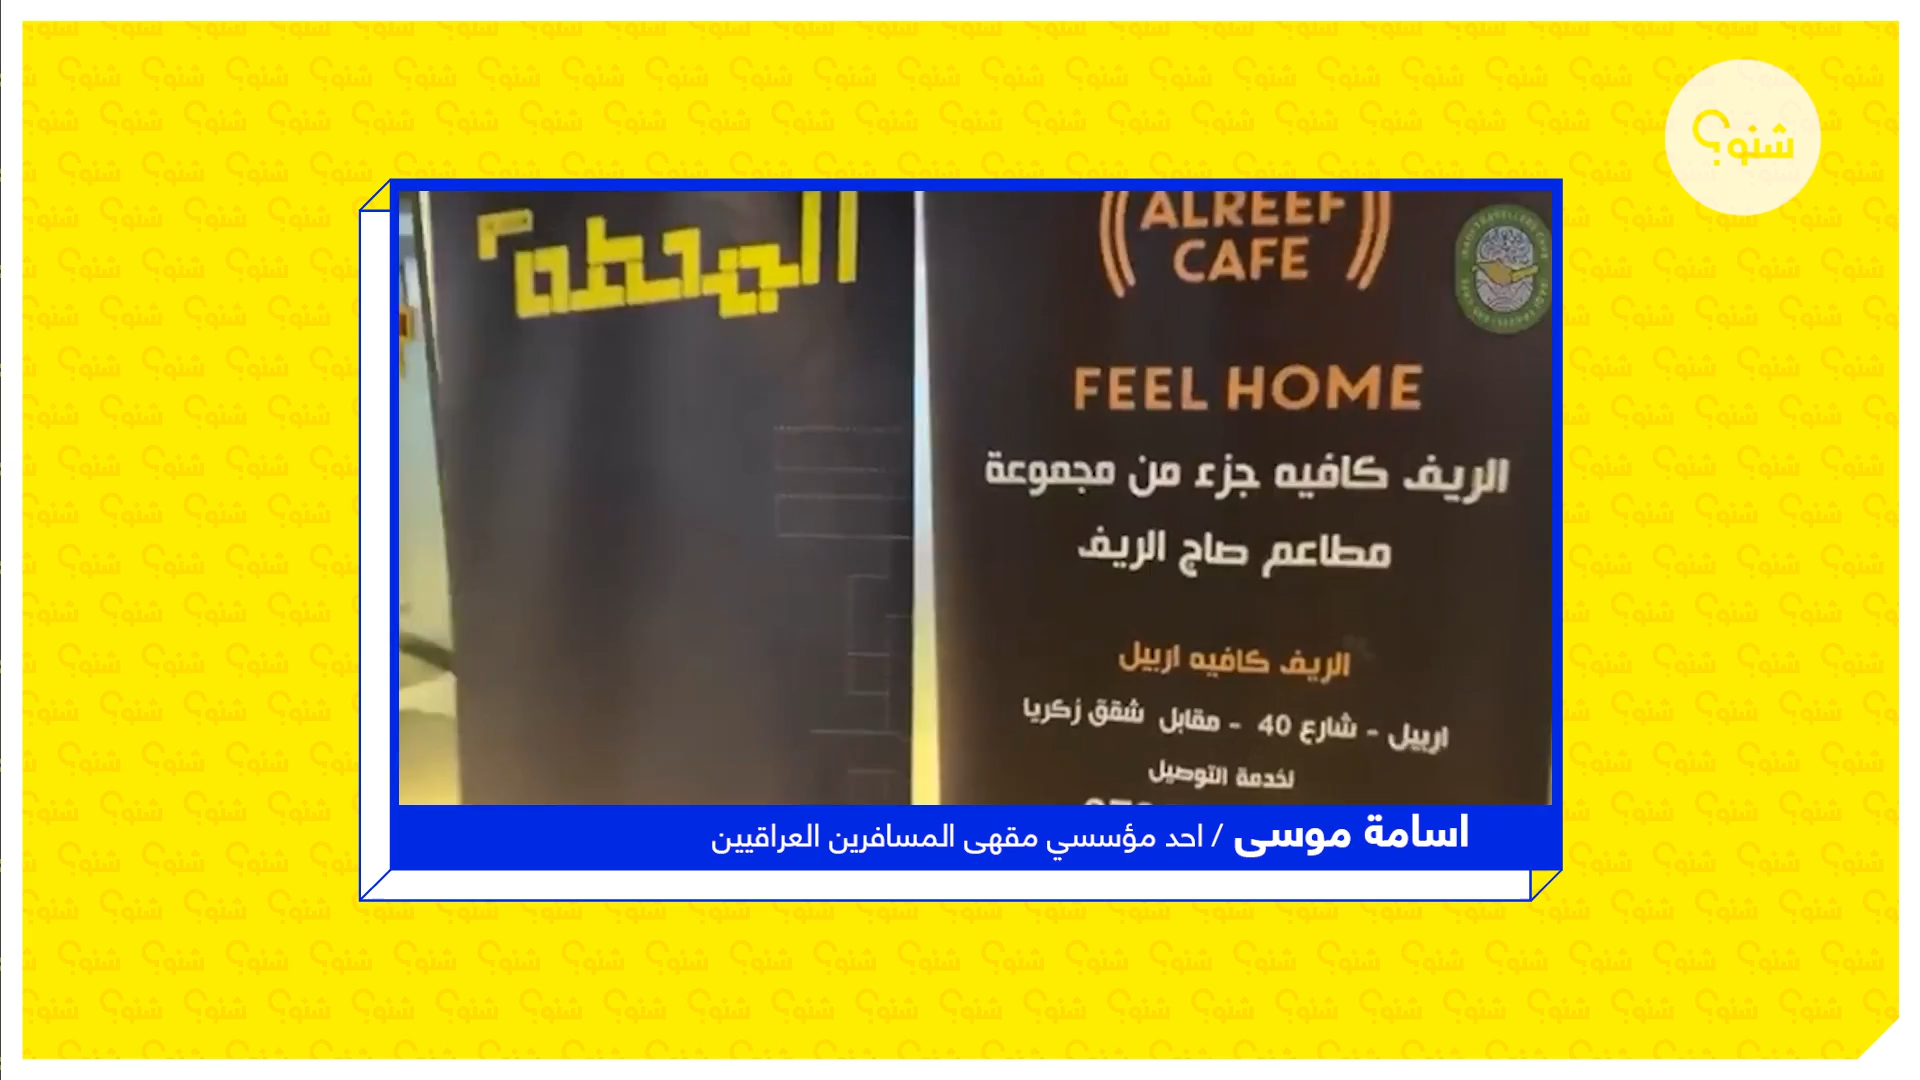 شنو؟
المحطة
ALREEF
CAFE
FEEL HOME
الريف كافيه جزء من مجموعة
مطاعم صاج الريف
الريف كافيه اربيل
اربيل - شارع 40 - مقابل شقق زكريا
لخدمة التوصيل
اسامة موسى / احد مؤسسي مقهى المسافرين العراقيين